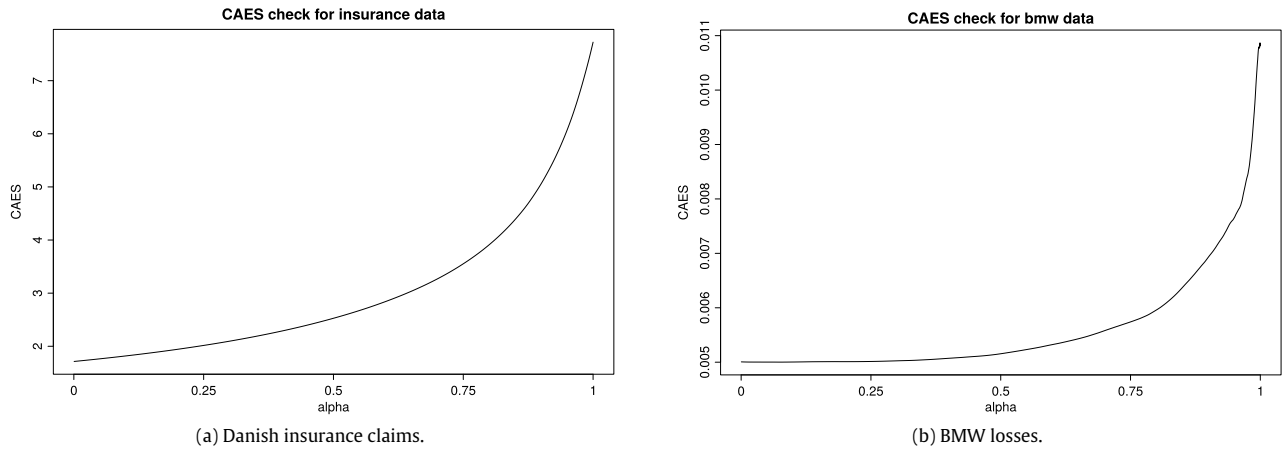 CAES check for insurance data
CAES
7
6
5
4
3
2
0 0.25 0.5 0.75 1
alpha
(a) Danish insurance claims.
CAES check for bmw data
CAES
0.011
0.010
0.009
0.008
0.007
0.006
0.005
0 0.25 0.5 0.75 1
alpha
(b) BMW losses.